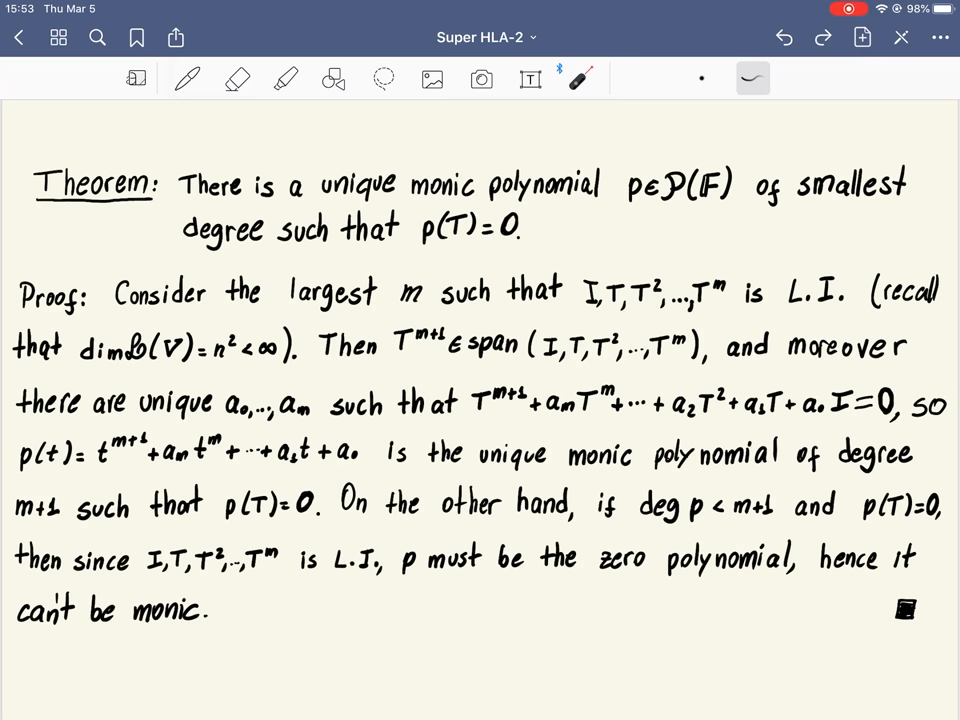 15:53 Thu Mar 5 98%
Super HLA-2
T
Theorem: There is a unique monic polynomial p∈P(F) of smallest
degree such that p(T)=0.
Proof: Consider the largest m such that I,T,T²,...,Tᵐ is L.I. (recall
that dim L(V)=n²<∞). Then Tᵐ⁺¹∈span(I,T,T²,...,Tᵐ), and moreover
there are unique a₀,...,aₘ such that Tᵐ⁺¹+aₘTᵐ+...+a₂T²+a₁T+a₀I=0, so
p(t)=tᵐ⁺¹+aₘtᵐ+...+a₁t+a₀ is the unique monic polynomial of degree
m+1 such that p(T)=0. On the other hand, if deg p<m+1 and p(T)=0,
then since I,T,T²,...,Tᵐ is L.I., p must be the zero polynomial, hence it
can't be monic.